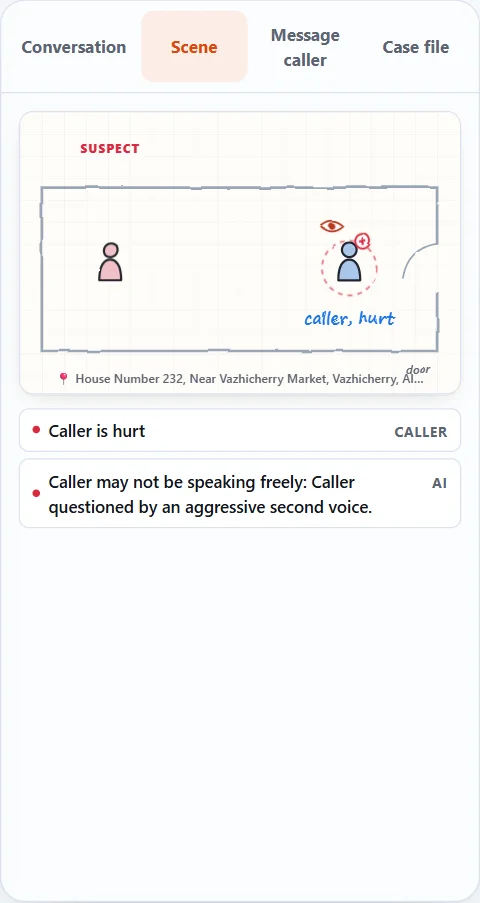 Conversation
Scene
Message
caller
Case file
SUSPECT
caller, hurt
door
House Number 232, Near Vazhicherry Market, Vazhicherry, Al...
Caller is hurt
CALLER
Caller may not be speaking freely: Caller
questioned by an aggressive second voice.
AI